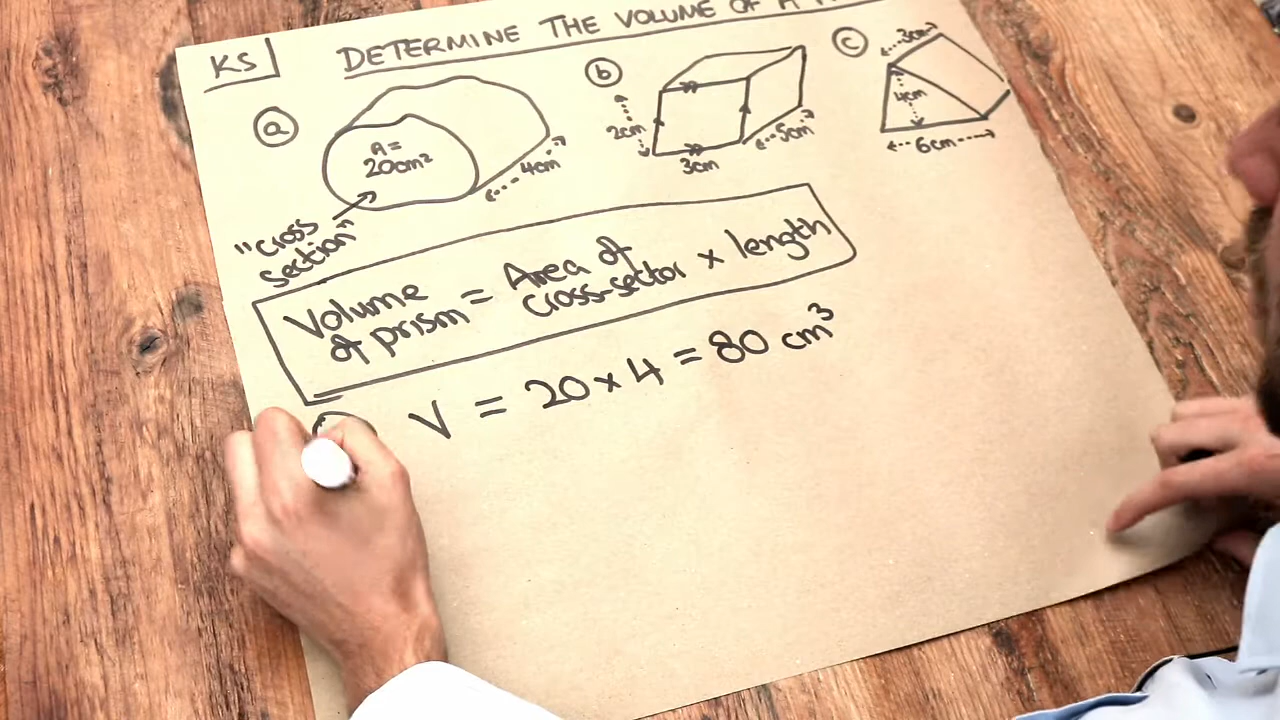 KS
DETERMINE THE VOLUME OF A
a
A=
20cm²
4cm
"Cross
section"
b
2cm
3cm
5cm
c
3cm
4cm
6cm
Volume
of prism = Area of
cross-sector × length
V = 20 × 4 = 80 cm³